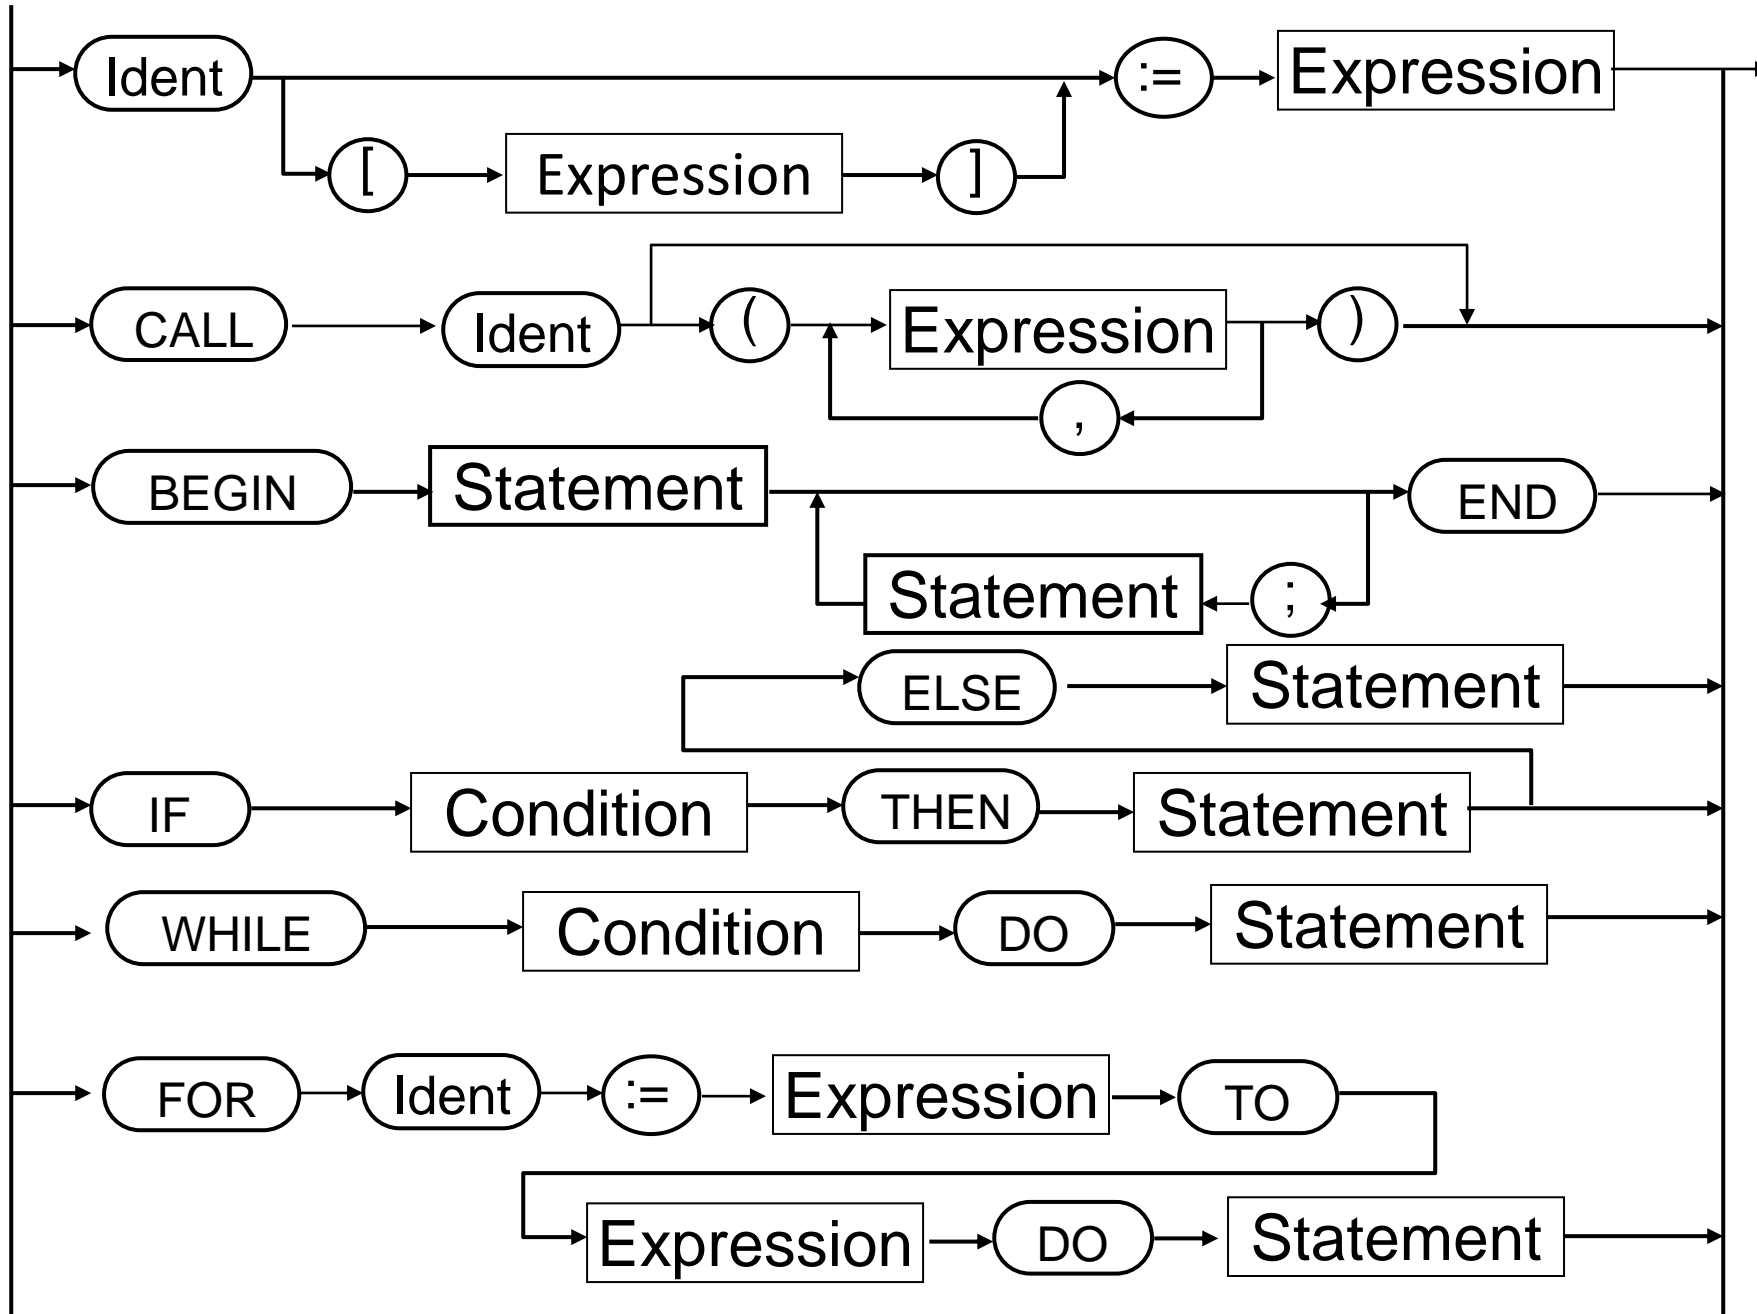 Ident := Expression
[ Expression ]
CALL Ident ( Expression )
,
BEGIN Statement END
Statement ;
ELSE Statement
IF Condition THEN Statement
WHILE Condition DO Statement
FOR Ident := Expression TO
Expression DO Statement